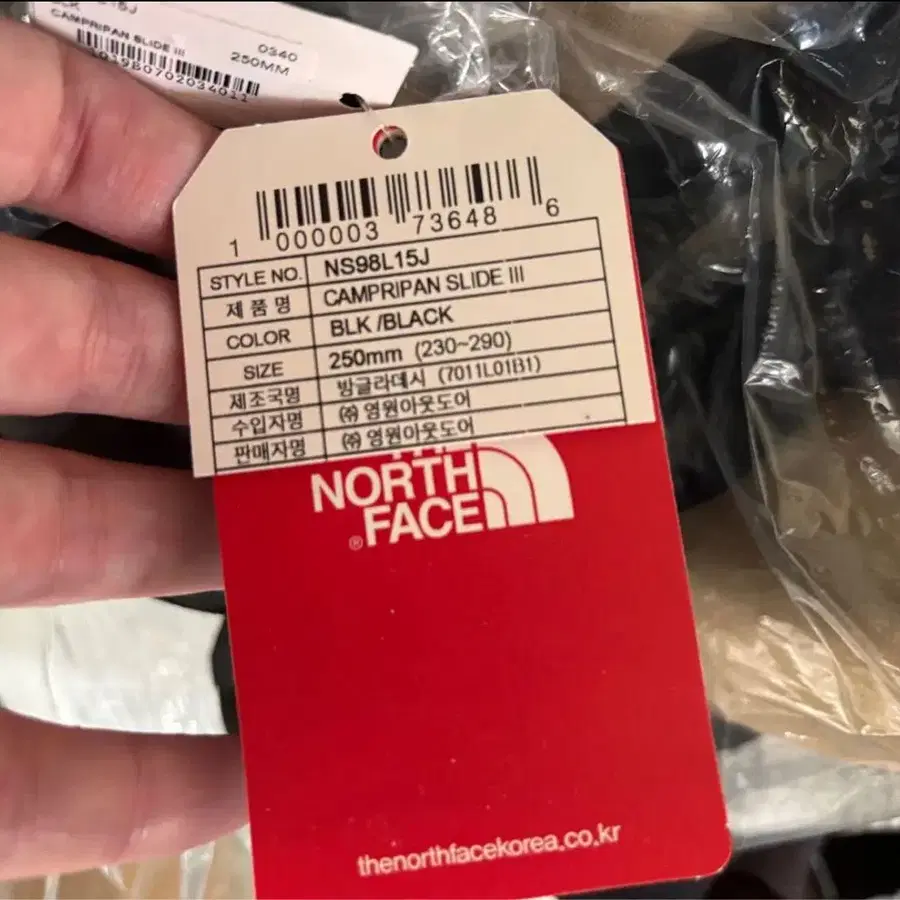 15J
CAMPRIPAN SLIDE III
0340
250MM
1 000003 73648 6
STYLE NO. NS98L15J
제 품 명 CAMPRIPAN SLIDE III
COLOR BLK /BLACK
SIZE 250mm (230~290)
제조국명 방글라데시 (7011L01B1)
수입자명 ㈜ 영원아웃도어
판매자명 ㈜ 영원아웃도어
NORTH
FACE
®
thenorthfacekorea.co.kr